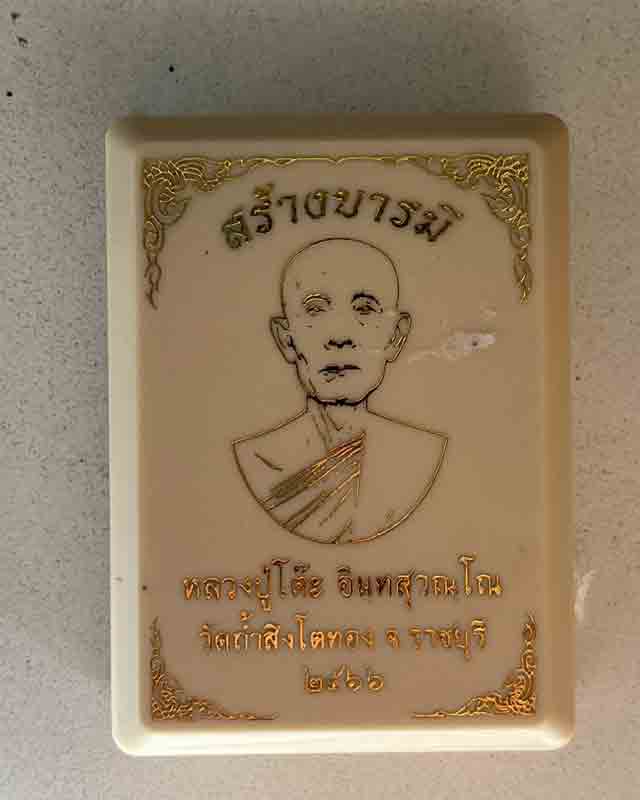 สร้างบารมี
หลวงปู่โต๊ะ อินทสุวณฺโณ
วัดถ้ำสิงโตทอง จ ราชบุรี
๒๕๖๖